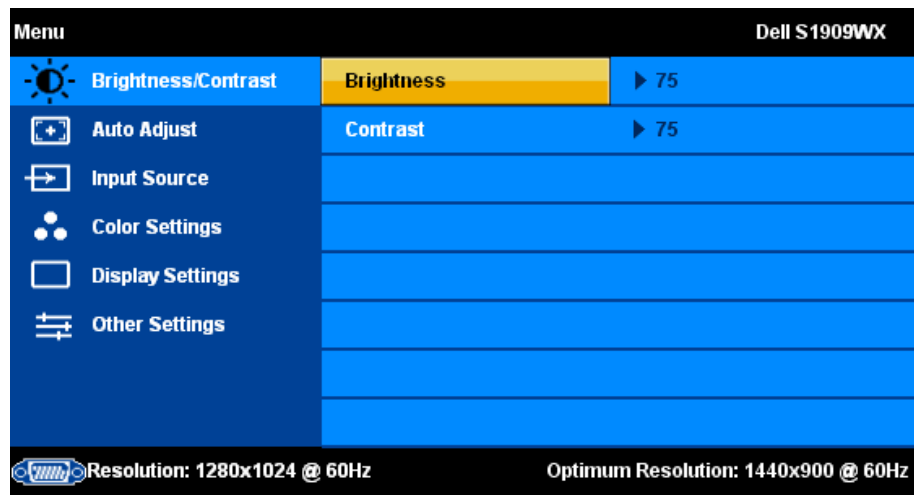 Menu Dell S1909WX
Brightness/Contrast Brightness 75
Auto Adjust Contrast 75
Input Source
Color Settings
Display Settings
Other Settings
Resolution: 1280x1024 @ 60Hz Optimum Resolution: 1440x900 @ 60Hz